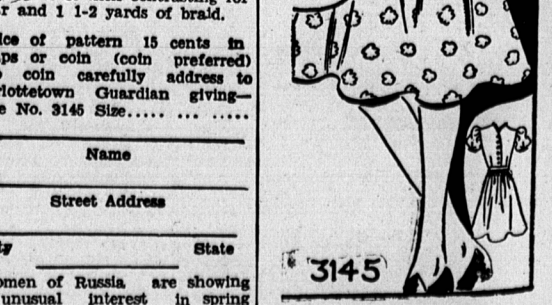 r and 1 1-2 yards of braid.
ice of pattern 15 cents in
ps or coin (coin preferred)
coin carefully address to
lottetown Guardian giving—
e No. 3145 Size..... ... .....
Name
Street Address
ty State
omen of Russia are showing
unusual interest in spring
3145